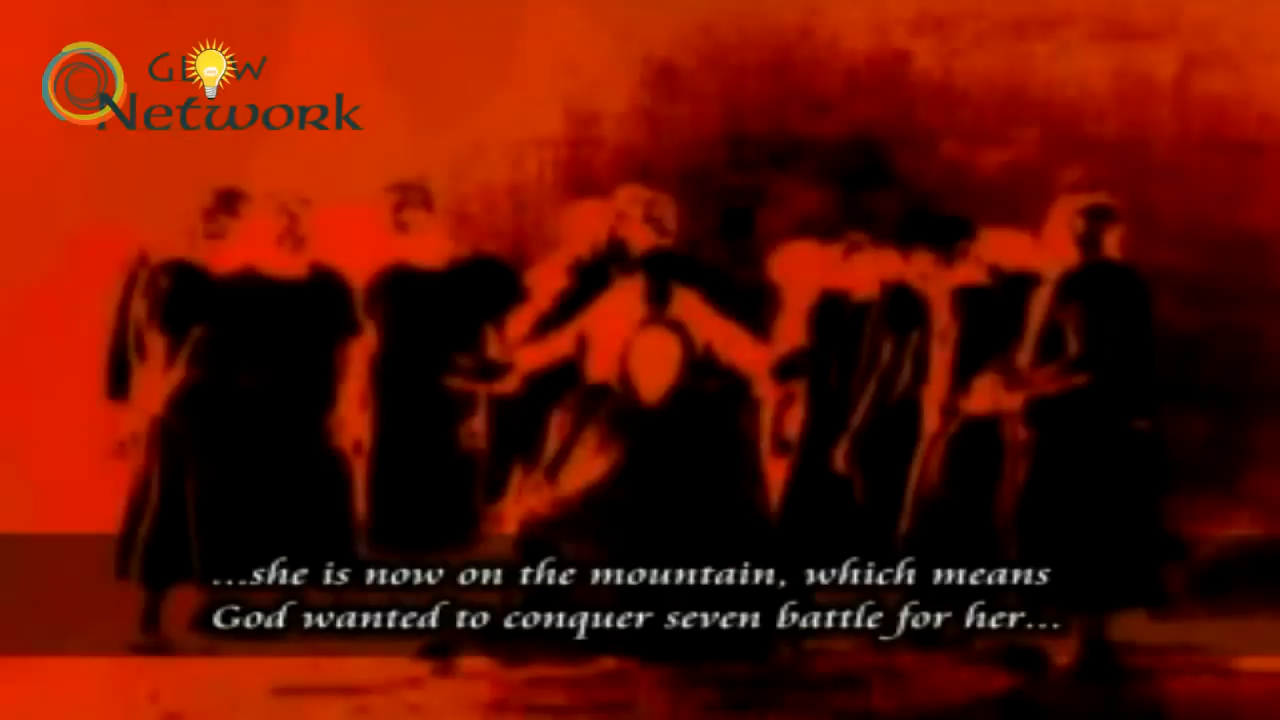 GLOW
Network
...she is now on the mountain, which means
God wanted to conquer seven battle for her...